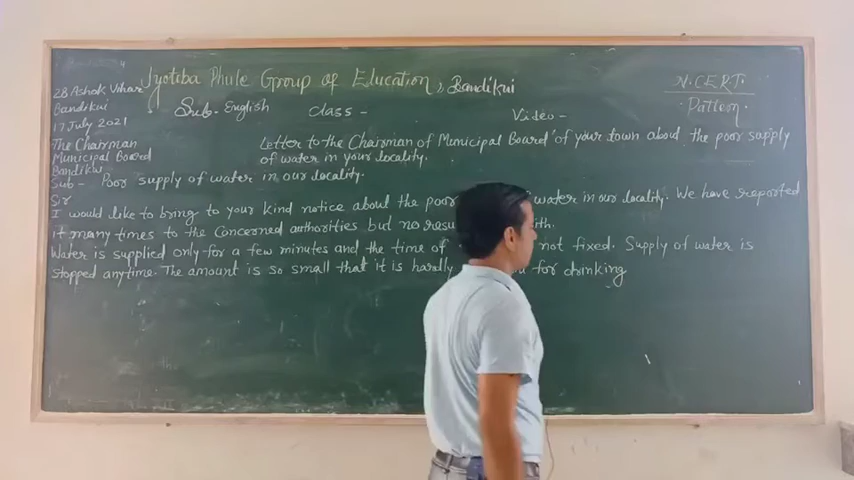 Jyotiba Phule Group of Education, Bandikui
N.C.E.R.T.
Pattern.
Sub- English Class - Video -
28 Ashok Vihar
Bandikui
17 July 2021
The Chairman
Municipal Board
Bandikui
Letter to the Chairman of Municipal Board of your town about the poor supply
of water in your locality.
Sub- Poor supply of water in our locality.
Sir
I would like to bring to your kind notice about the poor water in our locality. We have reported
it many times to the concerned authorities but no
Water is supplied only for a few minutes and the time of not fixed. Supply of water is
stopped anytime. The amount is so small that it is hardly for drinking